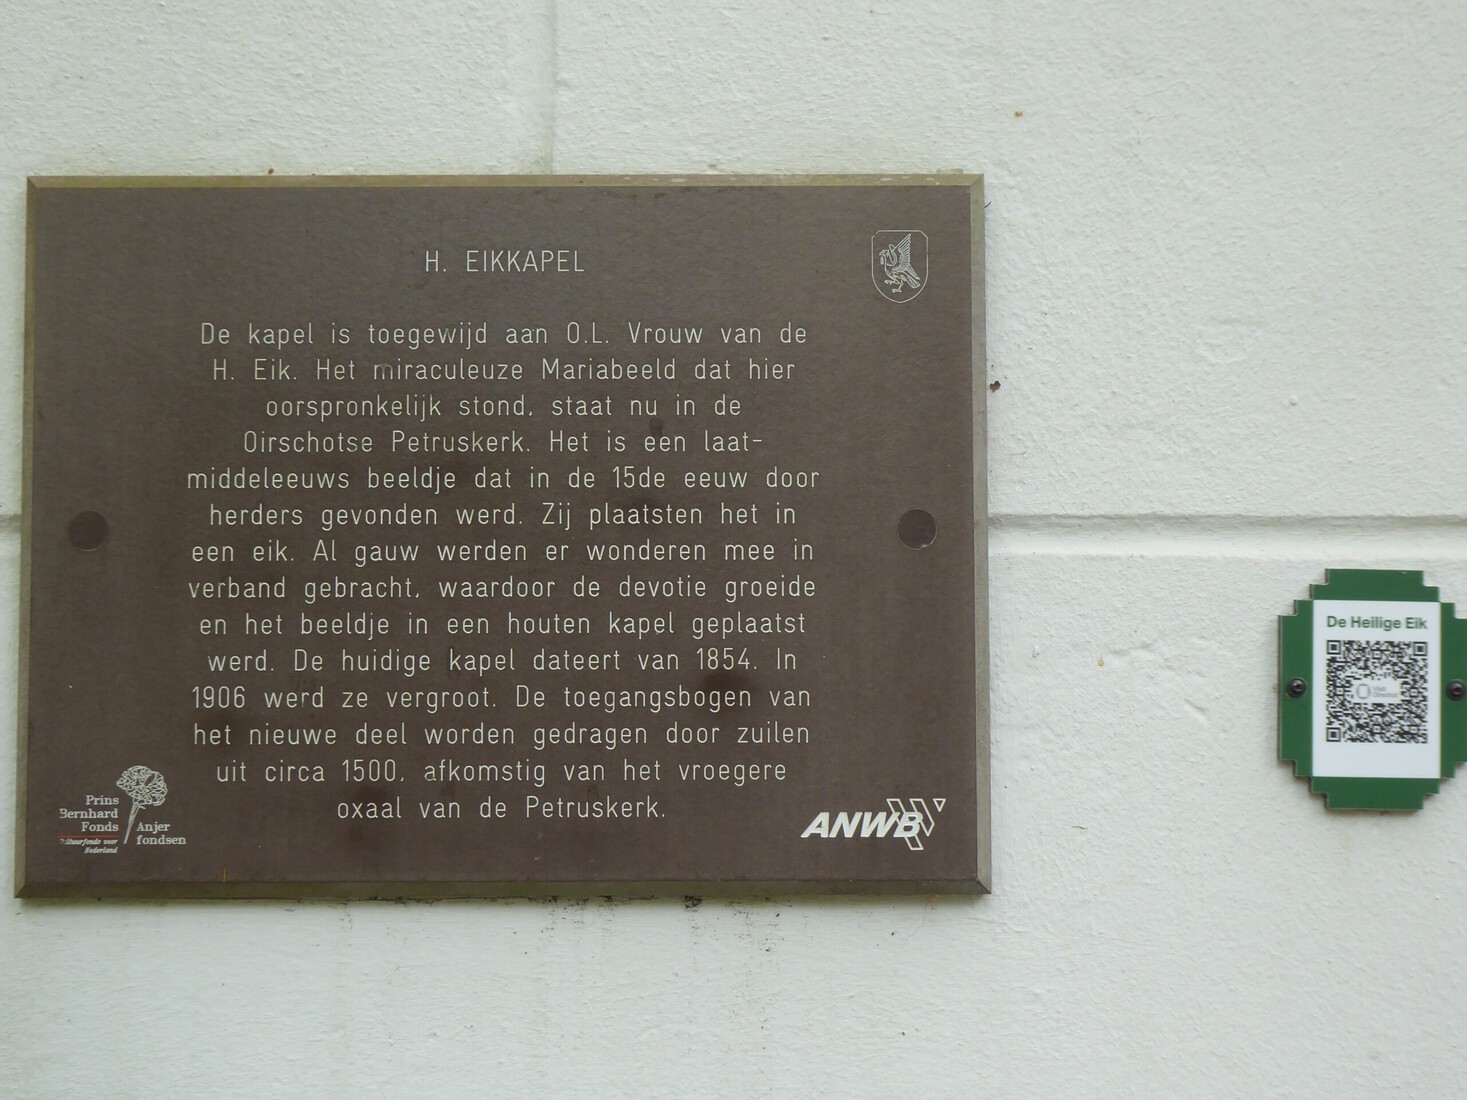 H. EIKKAPEL
De kapel is toegewijd aan O.L. Vrouw van de
H. Eik. Het miraculeuze Mariabeeld dat hier
oorspronkelijk stond, staat nu in de
Oirschotse Petruskerk. Het is een laat-
middeleeuws beeldje dat in de 15de eeuw door
herders gevonden werd. Zij plaatsten het in
een eik. Al gauw werden er wonderen mee in
verband gebracht, waardoor de devotie groeide
en het beeldje in een houten kapel geplaatst
werd. De huidige kapel dateert van 1854. In
1906 werd ze vergroot. De toegangsbogen van
het nieuwe deel worden gedragen door zuilen
uit circa 1500, afkomstig van het vroegere
oxaal van de Petruskerk.
Prins
Bernhard
Fonds
Cultuurfonds voor
Nederland
Anjer
fondsen
ANWB
De Heilige Eik